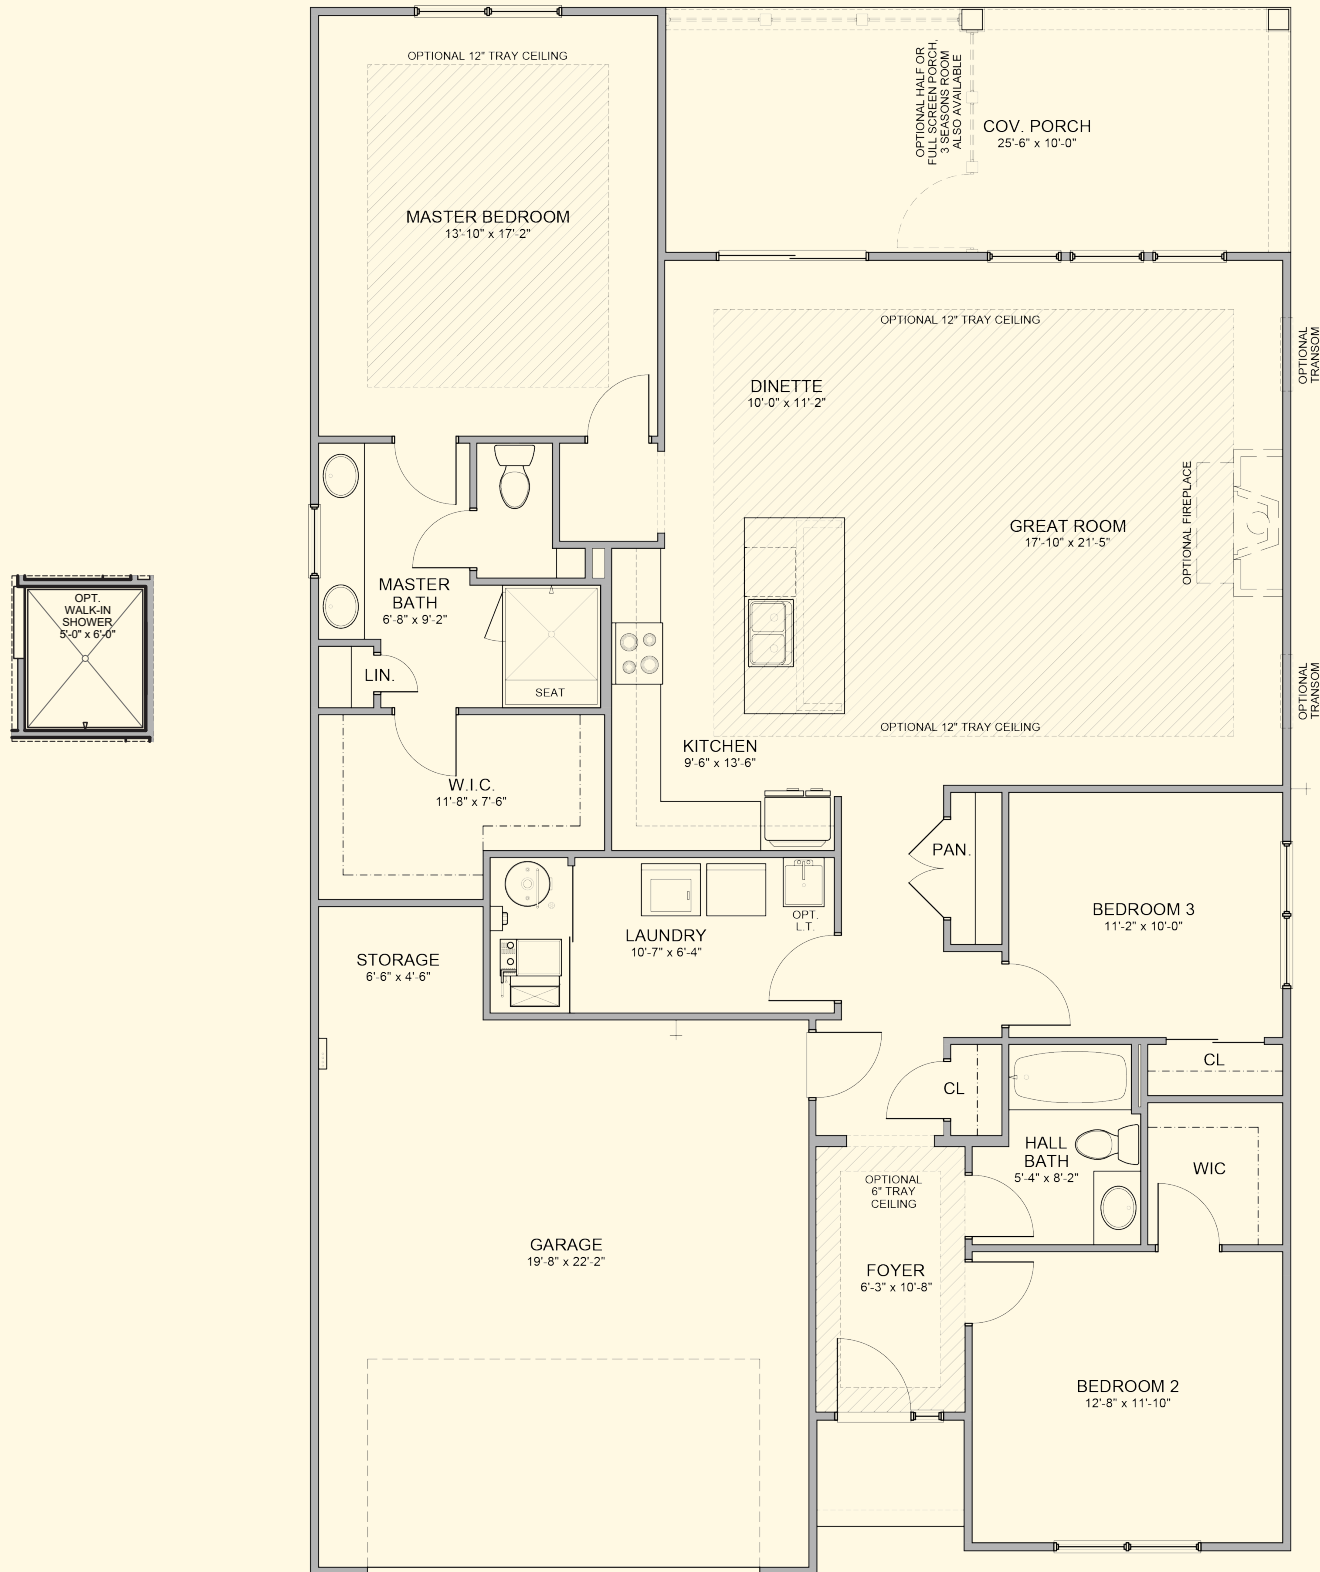 OPTIONAL 12" TRAY CEILING
MASTER BEDROOM
13'-10" x 17'-2"
OPTIONAL HALF OR
FULL SCREEN PORCH,
3 SEASONS ROOM
ALSO AVAILABLE
COV. PORCH
25'-6" x 10'-0"
OPTIONAL 12" TRAY CEILING
OPTIONAL
TRANSOM
DINETTE
10'-0" x 11'-2"
GREAT ROOM
17'-10" x 21'-5"
OPTIONAL FIREPLACE
OPT.
WALK-IN
SHOWER
5'-0" x 6'-0"
MASTER
BATH
6'-8" x 9'-2"
LIN.
SEAT
OPTIONAL
TRANSOM
OPTIONAL 12" TRAY CEILING
KITCHEN
9'-6" x 13'-6"
W.I.C.
11'-8" x 7'-6"
PAN.
BEDROOM 3
11'-2" x 10'-0"
OPT.
L.T.
LAUNDRY
10'-7" x 6'-4"
STORAGE
6'-6" x 4'-6"
CL
CL
HALL
BATH
5'-4" x 8'-2"
WIC
OPTIONAL
6" TRAY
CEILING
GARAGE
19'-8" x 22'-2"
FOYER
6'-3" x 10'-8"
BEDROOM 2
12'-8" x 11'-10"